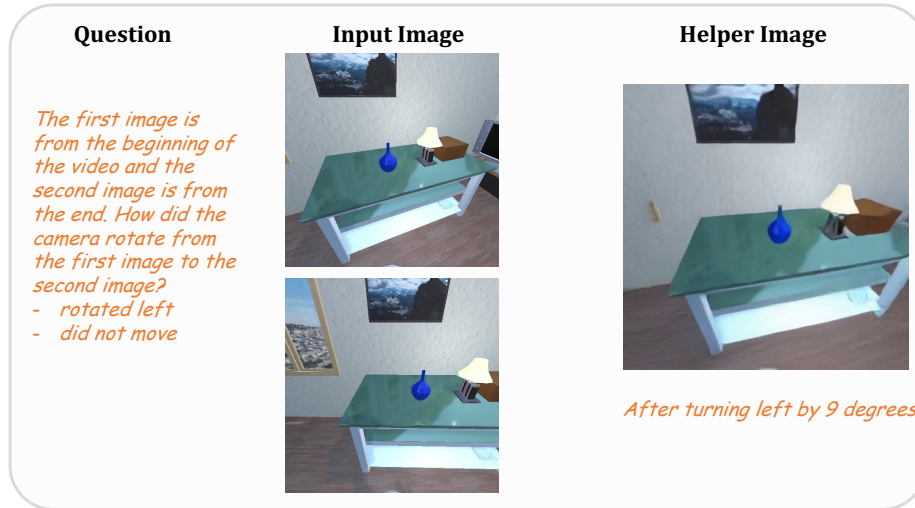 Question
Input Image
Helper Image
The first image is
from the beginning of
the video and the
second image is from
the end. How did the
camera rotate from
the first image to the
second image?
- rotated left
- did not move
After turning left by 9 degrees